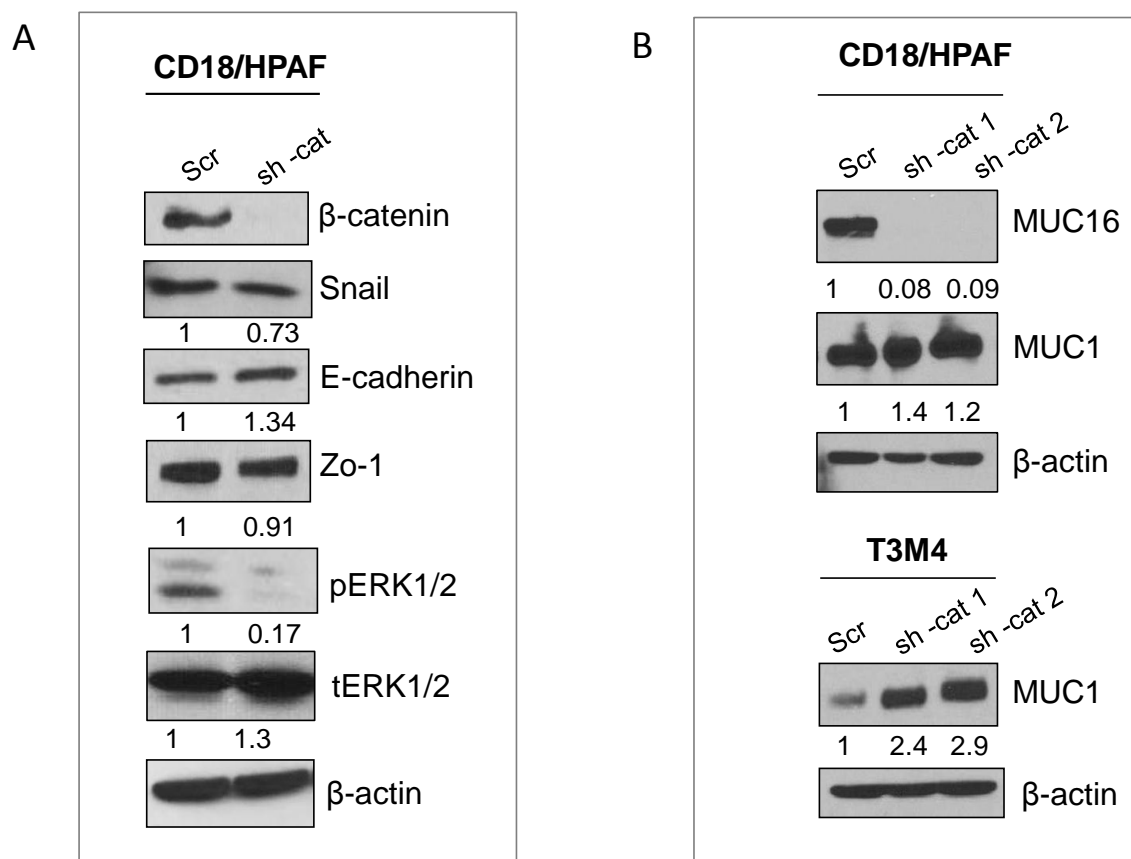 A
CD18/HPAF
Scr sh -cat
β-catenin
Snail
1 0.73
E-cadherin
1 1.34
Zo-1
1 0.91
pERK1/2
1 0.17
tERK1/2
1 1.3
β-actin
B
CD18/HPAF
Scr sh -cat 1 sh -cat 2
MUC16
1 0.08 0.09
MUC1
1 1.4 1.2
β-actin
T3M4
Scr sh -cat 1 sh -cat 2
MUC1
1 2.4 2.9
β-actin